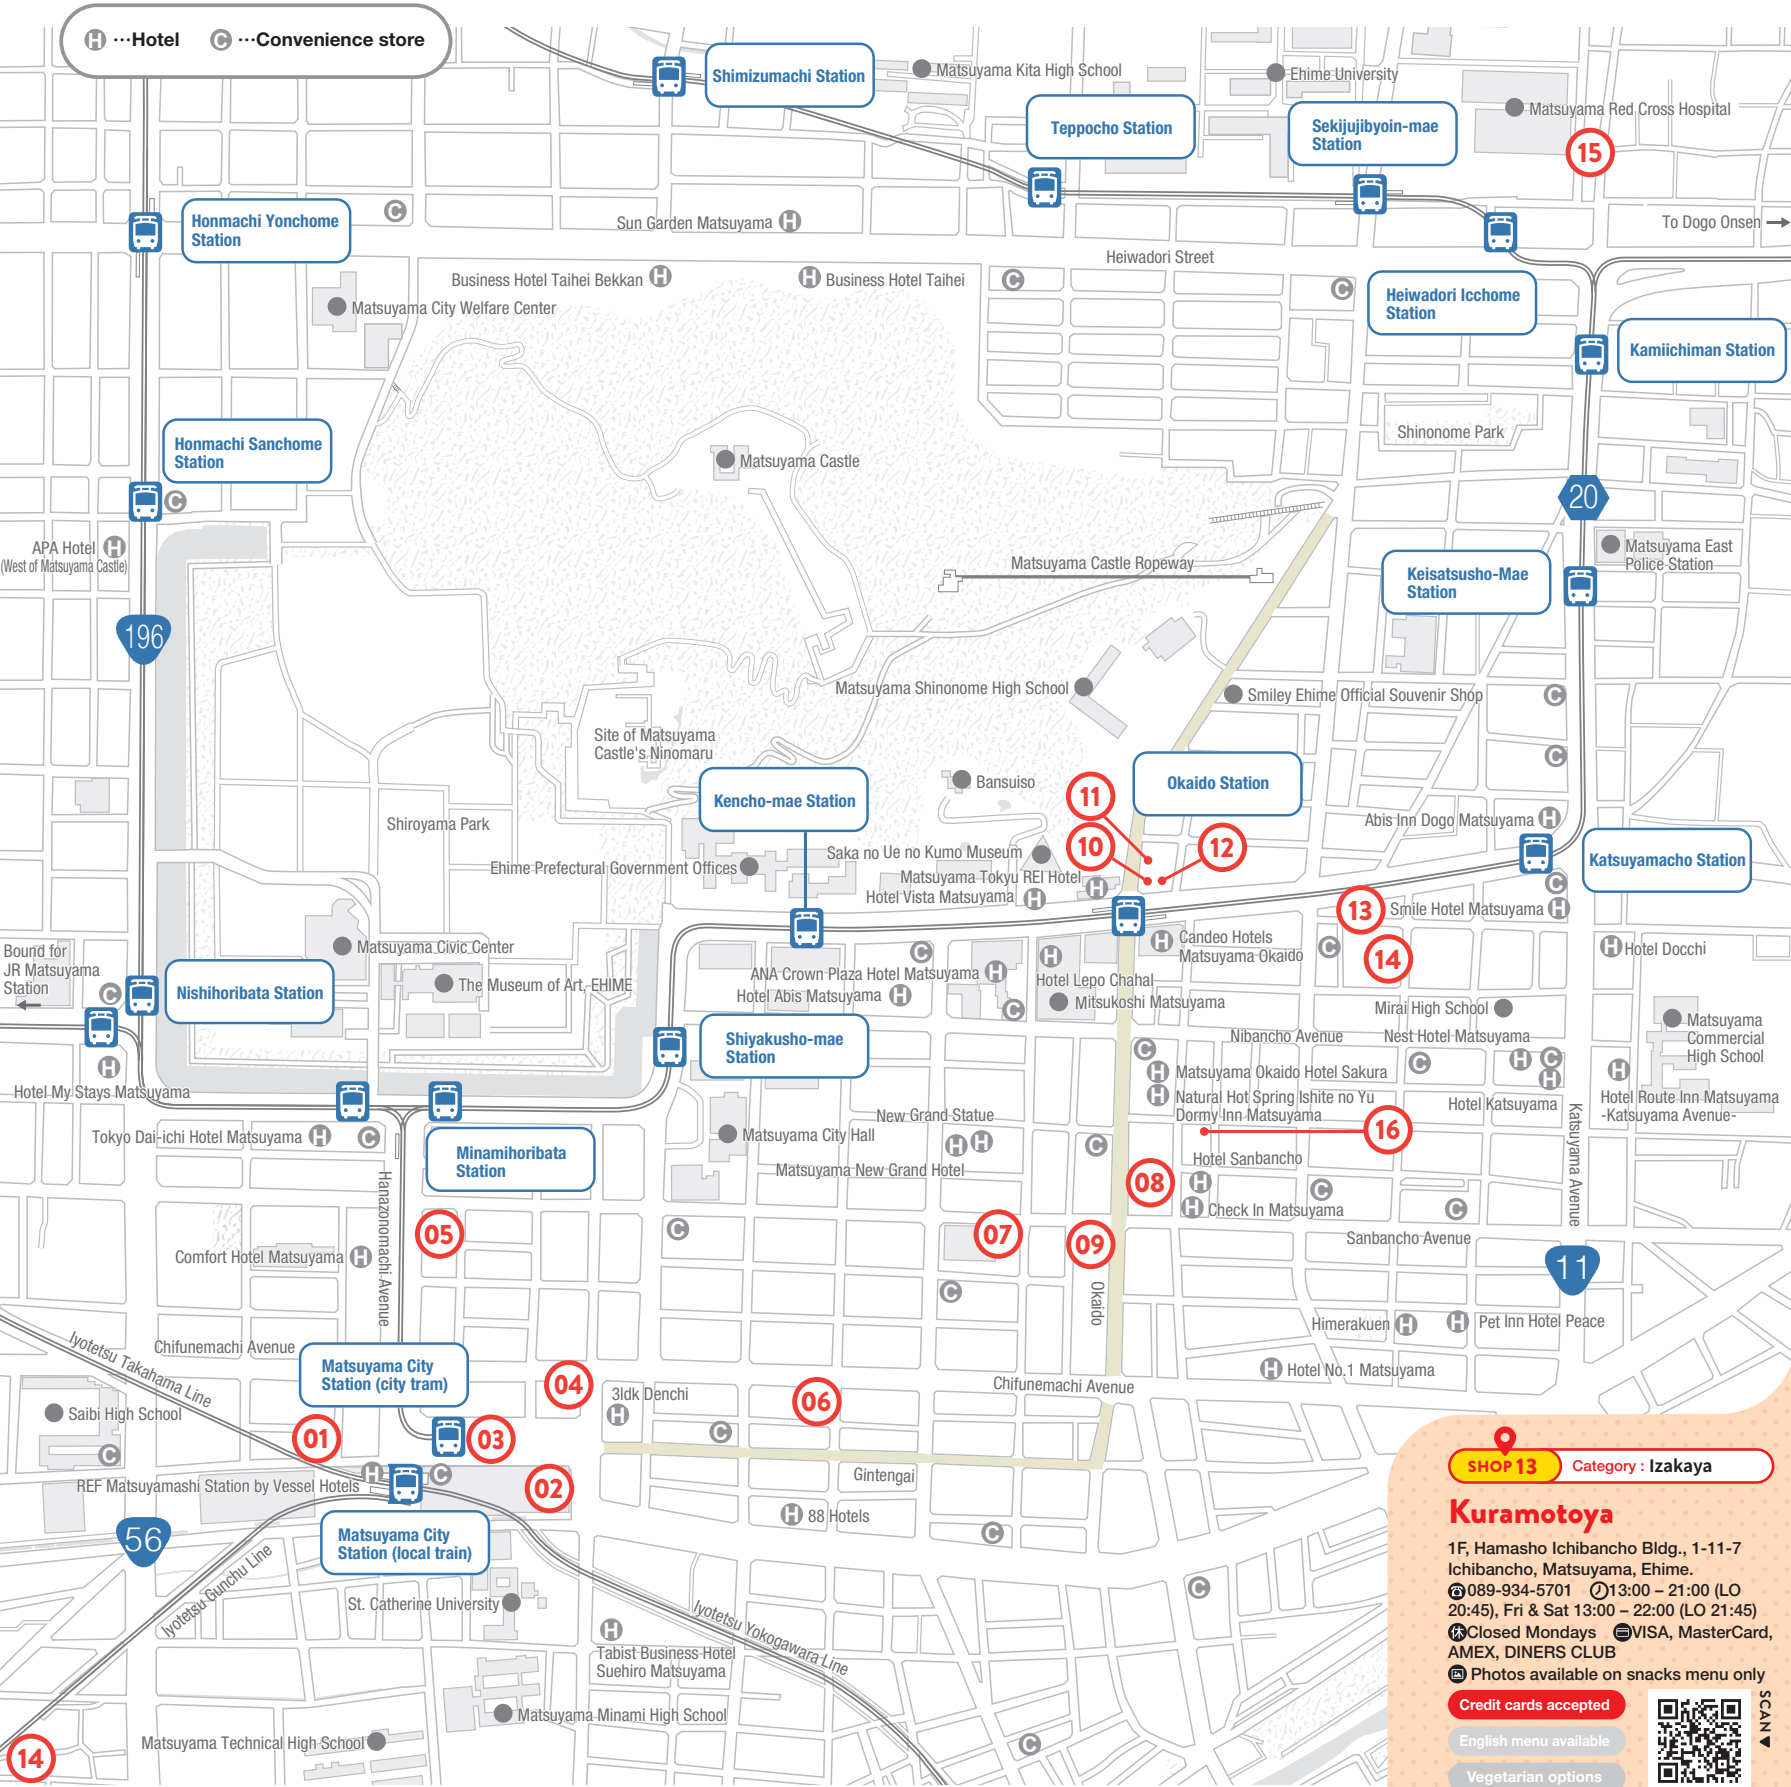 H …Hotel C …Convenience store
Shimizumachi Station
Matsuyama Kita High School
Ehime University
Teppocho Station
Sekijujibyoin-mae
Station
Matsuyama Red Cross Hospital
15
Honmachi Yonchome
Station
C
Sun Garden Matsuyama H
To Dogo Onsen
Heiwadori Street
Business Hotel Taihei Bekkan H
H Business Hotel Taihei
C
C
Heiwadori Icchome
Station
Matsuyama City Welfare Center
Kamiichiman Station
Honmachi Sanchome
Station
C
Shinonome Park
Matsuyama Castle
20
APA Hotel H
(West of Matsuyama Castle)
Matsuyama Castle Ropeway
Matsuyama East
Police Station
Keisatsusho-Mae
Station
196
Matsuyama Shinonome High School
Smiley Ehime Official Souvenir Shop
C
Site of Matsuyama
Castle's Ninomaru
C
Kencho-mae Station
Bansuiso
Okaido Station
11
10
12
Shiroyama Park
Abis Inn Dogo Matsuyama H
Katsuyamacho Station
Ehime Prefectural Government Offices
Saka no Ue no Kumo Museum
Matsuyama Tokyu REI Hotel
H
Hotel Vista Matsuyama H
C
13
Smile Hotel Matsuyama H
Matsuyama Civic Center
Bound for
JR Matsuyama
Station
C
H Candeo Hotels
Matsuyama Okaido
C
14
H Hotel Docchi
Nishihoribata Station
The Museum of Art, EHIME
ANA Crown Plaza Hotel Matsuyama H
H
Hotel Lepo Chahal
Hotel Abis Matsuyama H
C
Mitsukoshi Matsuyama
C
Mirai High School
Matsuyama
Commercial
High School
Shiyakusho-mae
Station
Nibancho Avenue
Nest Hotel Matsuyama
C
C
H
C
H
H
Hotel My Stays Matsuyama
H Matsuyama Okaido Hotel Sakura
H Natural Hot Spring Ishite no Yu
Dormy Inn Matsuyama
Hotel Katsuyama
H
Hotel Route Inn Matsuyama
-Katsuyama Avenue-
Tokyo Dai-ichi Hotel Matsuyama H
C
Minamihoribata
Station
Matsuyama City Hall
New Grand Statue
H H
Matsuyama New Grand Hotel
C
16
Hotel Sanbancho
H
08
Hanazonomachi Avenue
Katsuyama Avenue
H Check In Matsuyama
C
C
Sanbancho Avenue
05
C
07
09
Comfort Hotel Matsuyama H
11
C
Okaido
Himerakuen H
H Pet Inn Hotel Peace
Iyotetsu Takahama Line
Chifunemachi Avenue
Matsuyama City
Station (city tram)
04
3ldk Denchi
H
06
Chifunemachi Avenue
H Hotel No.1 Matsuyama
Saibi High School
C
01
03
C
Gintengai
H
C
REF Matsuyamashi Station by Vessel Hotels
02
H 88 Hotels
C
56
Matsuyama City
Station (local train)
Iyotetsu Gunchu Line
St. Catherine University
C
H
Tabist Business Hotel
Suehiro Matsuyama
Iyotetsu Yokogawara Line
Matsuyama Minami High School
Matsuyama Technical High School
C
14
SHOP 13 Category : Izakaya
Kuramotoya
1F, Hamasho Ichibancho Bldg., 1-11-7
Ichibancho, Matsuyama, Ehime.
089-934-5701 13:00 – 21:00 (LO
20:45), Fri & Sat 13:00 – 22:00 (LO 21:45)
休 Closed Mondays VISA, MasterCard,
AMEX, DINERS CLUB
Photos available on snacks menu only
Credit cards accepted
English menu available
Vegetarian options
SCAN